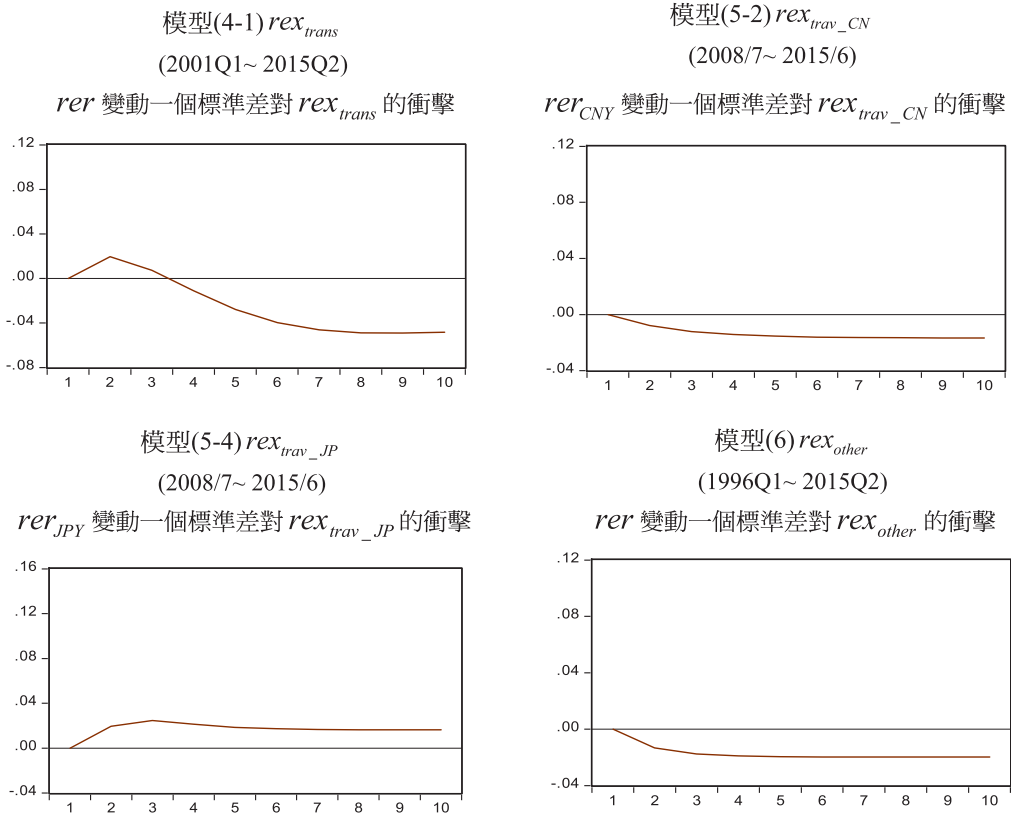 模型(4-1) rex_trans
(2001Q1~ 2015Q2)
rer 變動一個標準差對 rex_trans 的衝擊
.12
.08
.04
.00
-.04
-.08
1 2 3 4 5 6 7 8 9 10
模型(5-2) rex_trav_CN
(2008/7~ 2015/6)
rer_CNY 變動一個標準差對 rex_trav_CN 的衝擊
.12
.08
.04
.00
-.04
1 2 3 4 5 6 7 8 9 10
模型(5-4) rex_trav_JP
(2008/7~ 2015/6)
rer_JPY 變動一個標準差對 rex_trav_JP 的衝擊
.16
.12
.08
.04
.00
-.04
1 2 3 4 5 6 7 8 9 10
模型(6) rex_other
(1996Q1~ 2015Q2)
rer 變動一個標準差對 rex_other 的衝擊
.12
.08
.04
.00
-.04
1 2 3 4 5 6 7 8 9 10